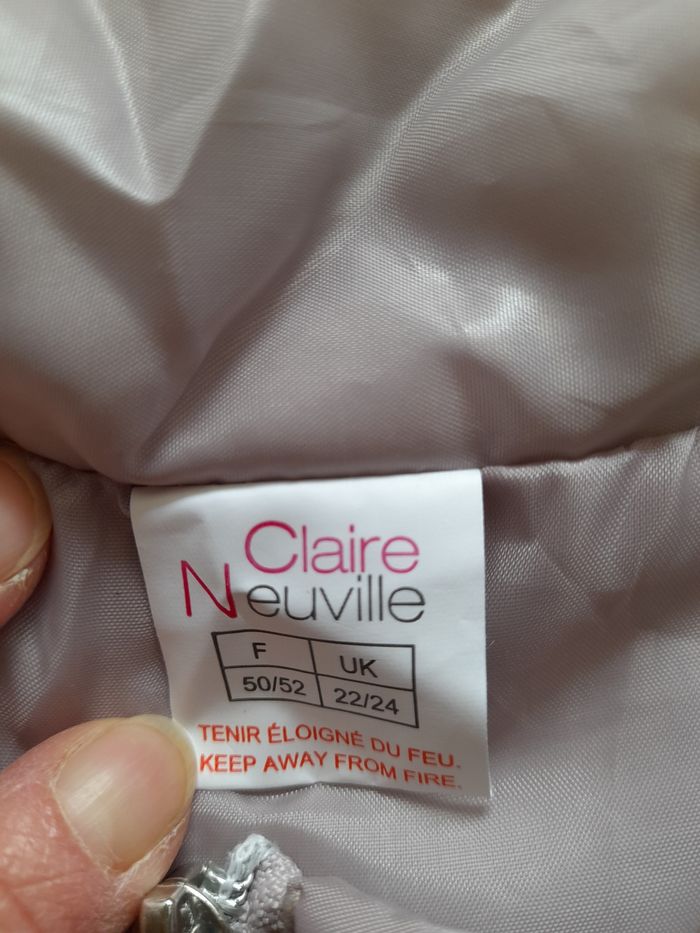 Claire
Neuville
F UK
50/52 22/24
TENIR ÉLOIGNÉ DU FEU.
KEEP AWAY FROM FIRE.